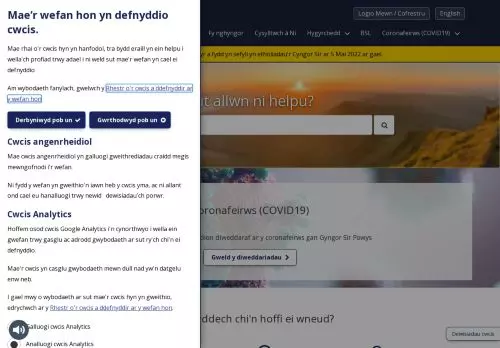 Mae'r wefan hon yn defnyddio
cwcis.
Mae rhai o'r cwcis hyn yn hanfodol, tra bydd eraill yn ein helpu i
wella'ch profiad trwy adael i ni weld sut mae'r wefan yn cael ei
defnyddio.
Am wybodaeth fanylach, gwelwch y Rhestr o'r cwcis a ddefnyddir ar
y wefan hon
Derbyniwyd pob un
Gwrthodwyd pob un
Cwcis angenrheidiol
Mae cwcis angenrheidiol yn galluogi gweithrediadau craidd megis
mewngofnodi i'r wefan.
Ni fydd y wefan yn gweithio'n iawn heb y cwcis yma, ac ni allant
ond cael eu hanalluogi trwy newid dewisiadau'ch porwr.
Cwcis Analytics
Hoffem osod cwcis Google Analytics i'n cynorthwyo i wella ein
gwefan trwy gasglu ac adrodd gwybodaeth ar sut ry'ch chi'n ei
defnyddio.
Mae'r cwcis yn casglu gwybodaeth mewn dull nad yw'n datgelu
enw neb.
I gael mwy o wybodaeth ar sut mae'r cwcis hyn yn gweithio,
edrychwch ar y Rhestr o'r cwcis a ddefnyddir ar y wefan hon.
Galluogi cwcis Analytics
Analluogi cwcis Analytics
Logio Mewn / Cofrestru
English
Fy nghyngor
Cysylltwch â Ni
Hygyrchedd
BSL
Coronafeirws (COVID19)
r a fydd yn sefyll yn etholiadau'r Cyngor Sir ar 5 Mai 2022 ar gael
t allwn ni helpu?
oronafeirws (COVID19)
dion diweddaraf ar y coronafeirws gan Gyngor Sir Powys
Gweld y diweddariadau
ddech chi'n hoffi ei wneud?
Dewisiadau cwcis